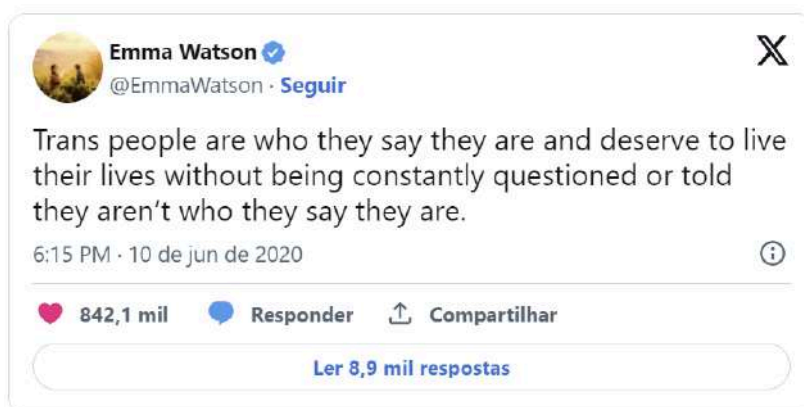 Emma Watson
@EmmaWatson · Seguir
Trans people are who they say they are and deserve to live
their lives without being constantly questioned or told
they aren't who they say they are.
6:15 PM · 10 de jun de 2020
842,1 mil Responder Compartilhar
Ler 8,9 mil respostas